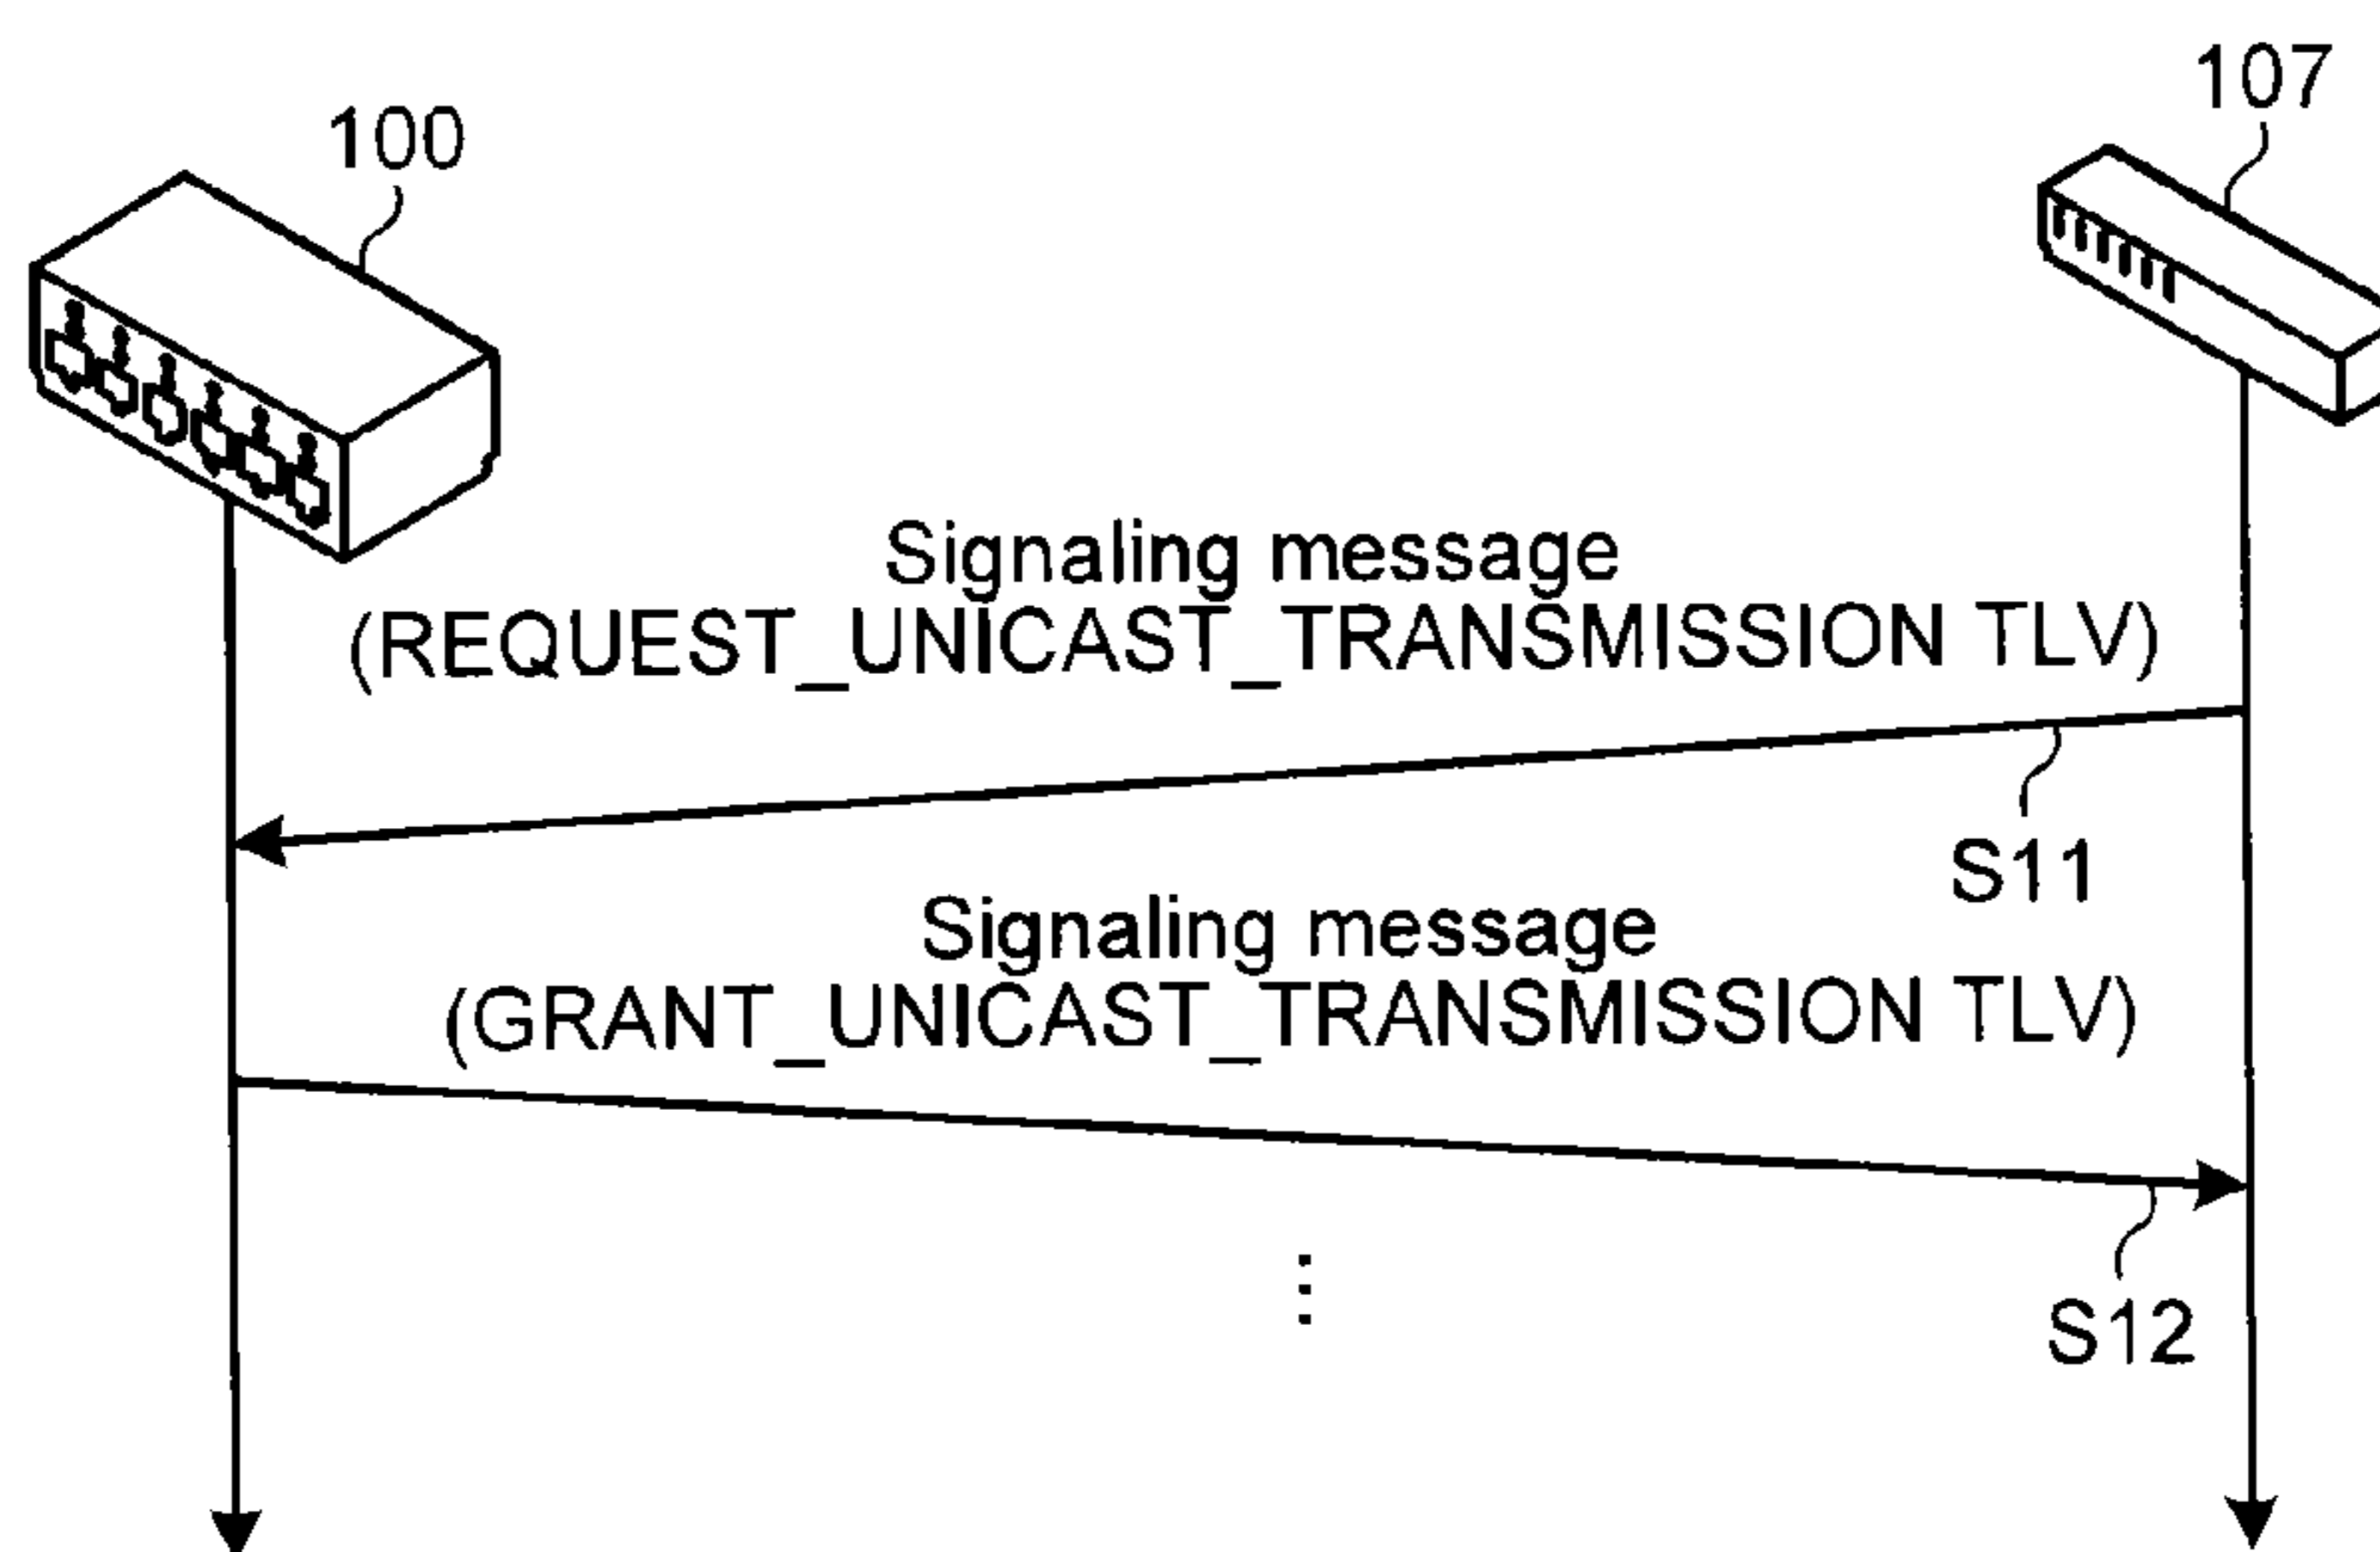 107
100
Signaling message
(REQUEST_UNICAST_TRANSMISSION TLV)
S11
Signaling message
(GRANT_UNICAST_TRANSMISSION TLV)
S12